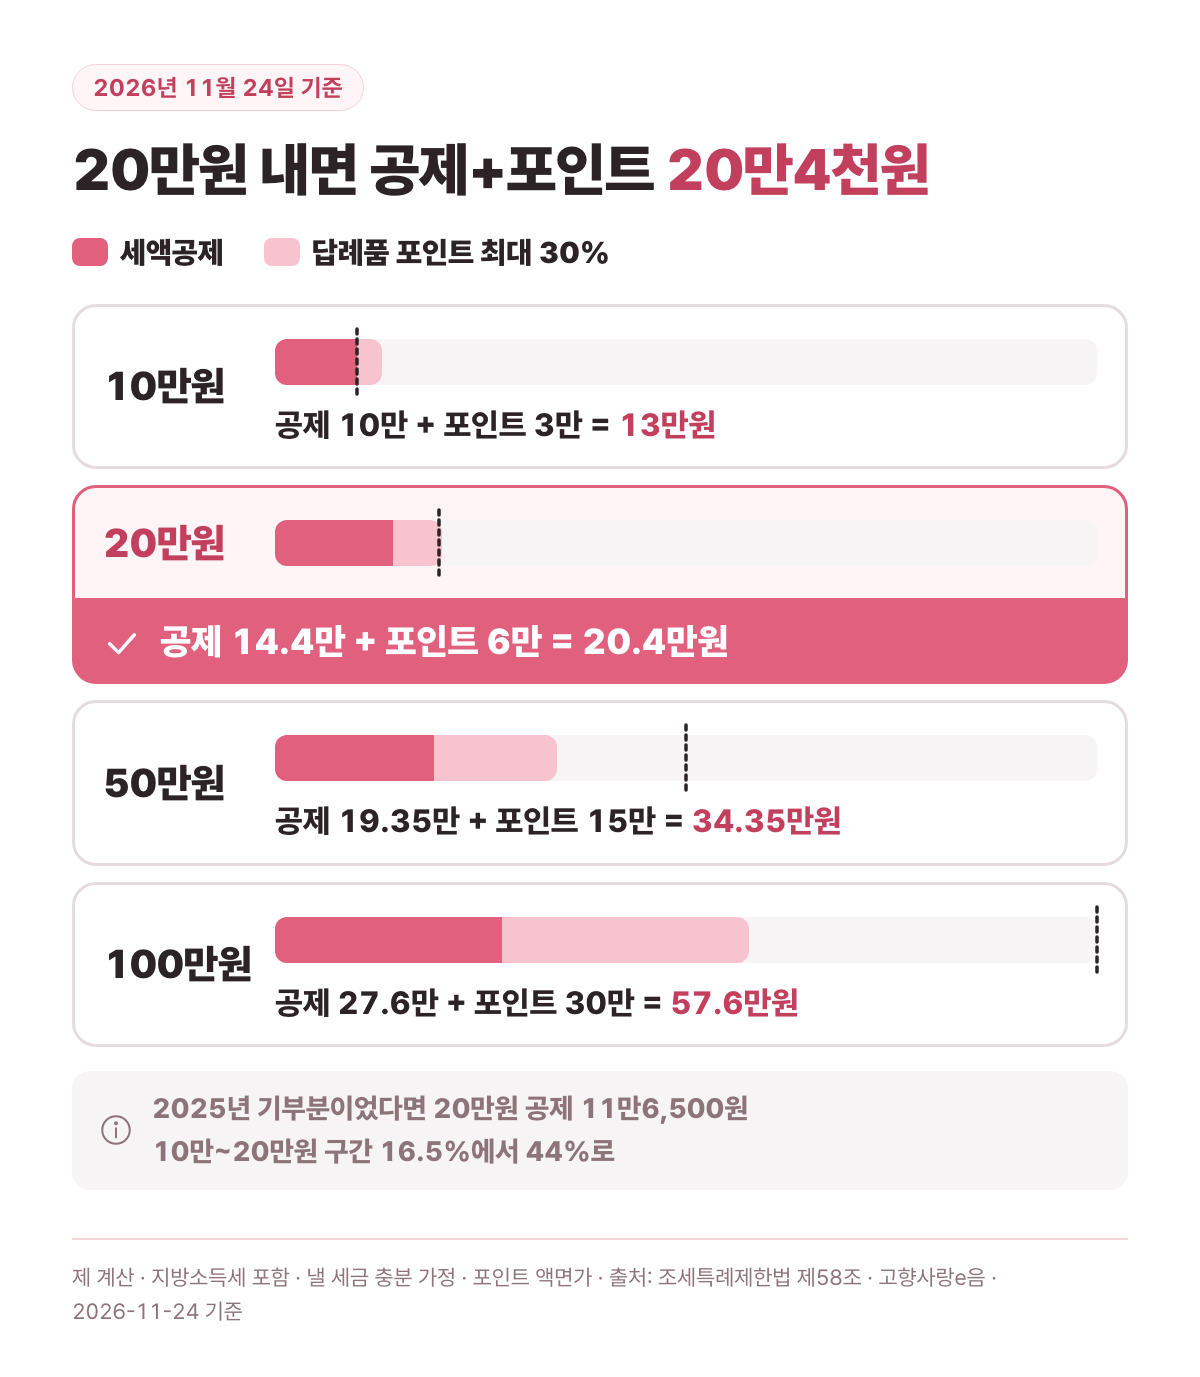 2026년 11월 24일 기준
20만원 내면 공제+포인트 20만4천원
세액공제 답례품 포인트 최대 30%
10만원
공제 10만 + 포인트 3만 = 13만원
20만원
공제 14.4만 + 포인트 6만 = 20.4만원
50만원
공제 19.35만 + 포인트 15만 = 34.35만원
100만원
공제 27.6만 + 포인트 30만 = 57.6만원
2025년 기부분이었다면 20만원 공제 11만6,500원
10만~20만원 구간 16.5%에서 44%로
제 계산 · 지방소득세 포함 · 낼 세금 충분 가정 · 포인트 액면가 · 출처: 조세특례제한법 제58조 · 고향사랑e음 ·
2026-11-24 기준